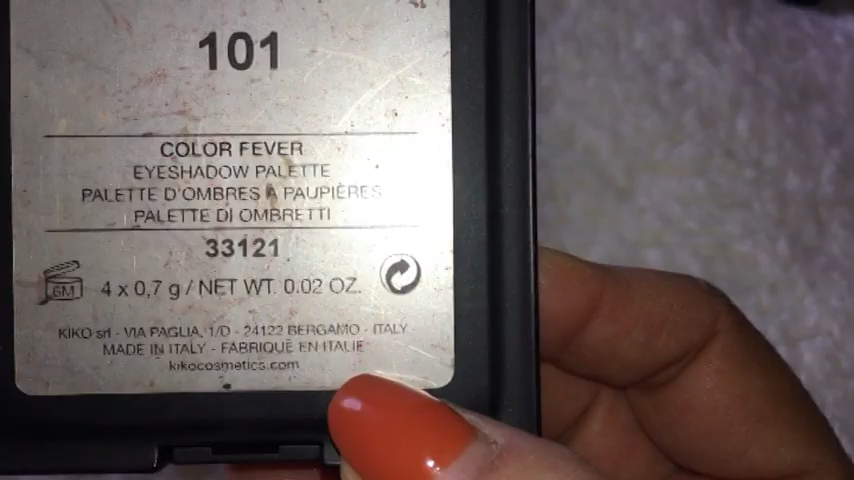 101
COLOR FEVER
EYESHADOW PALETTE
PALETTE D'OMBRES À PAUPIÈRES
PALETTE DI OMBRETTI
33121
6M 4 x 0,7 g / NET WT. 0.02 OZ.
KIKO srl - VIA PAGLIA, 1/D - 24122 BERGAMO - ITALY
MADE IN ITALY - FABRIQUÉ EN ITALIE
kikocosmetics.com